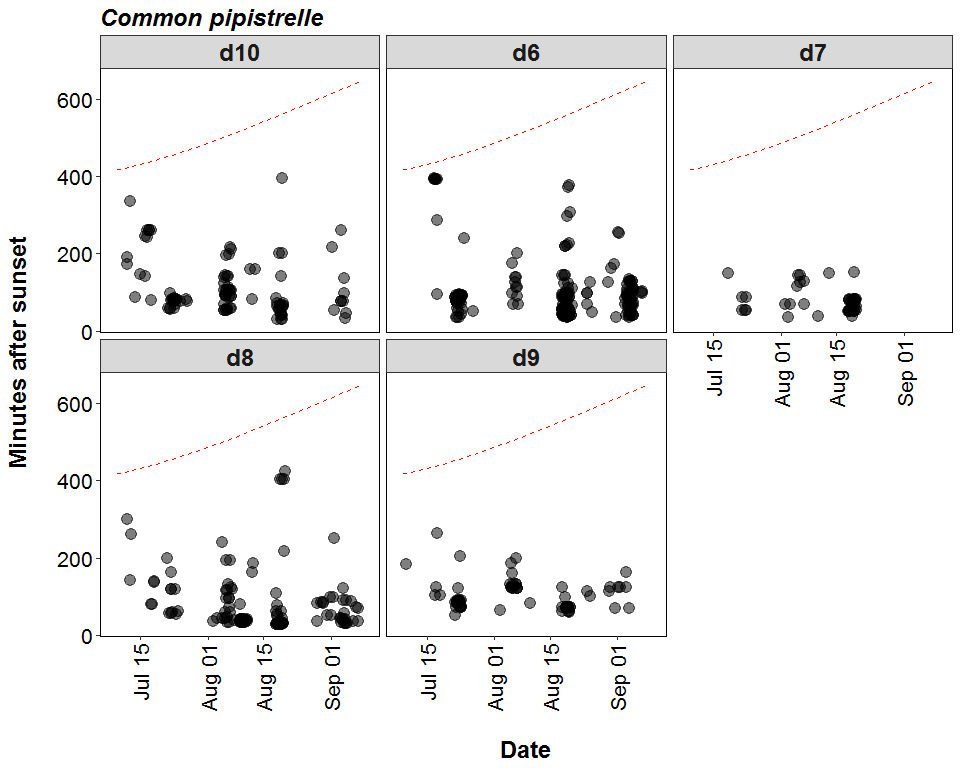 Common pipistrelle
d10 d6 d7
600
400
200
0
Jul 15 Aug 01 Aug 15 Sep 01
d8 d9
600
400
200
0
Jul 15 Aug 01 Aug 15 Sep 01 Jul 15 Aug 01 Aug 15 Sep 01
Minutes after sunset
Date